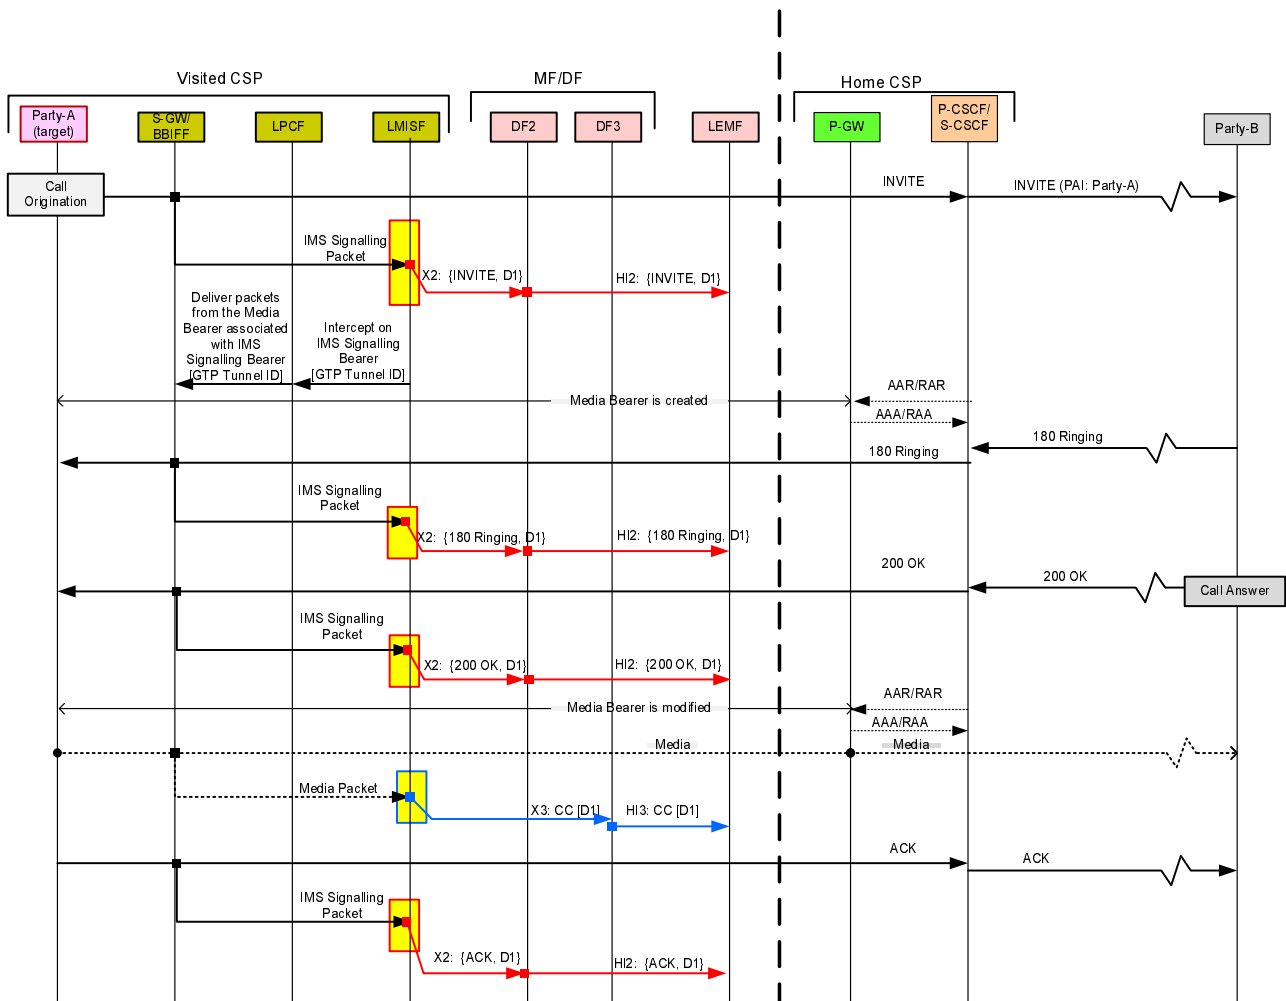 Visited CSP
MF/DF
Home CSP
Party-A
(target)
S-GW/
BBIFF
LPCF
LMISF
DF2
DF3
LEMF
P-GW
P-CSCF/
S-CSCF
Party-B
Call
Origination
INVITE
INVITE (PAI: Party-A)
IMS Signalling
Packet
X2: {INVITE, D1}
HI2: {INVITE, D1}
Deliver packets
from the Media
Bearer associated
with IMS
Signalling Bearer
[GTP Tunnel ID]
Intercept on
IMS Signalling
Bearer
[GTP Tunnel ID]
AAR/RAR
Media Bearer is created
AAA/RAA
180 Ringing
180 Ringing
IMS Signalling
Packet
X2: {180 Ringing, D1}
HI2: {180 Ringing, D1}
200 OK
200 OK
Call Answer
IMS Signalling
Packet
X2: {200 OK, D1}
HI2: {200 OK, D1}
AAR/RAR
Media Bearer is modified
AAA/RAA
Media
Media
Media Packet
X3: CC [D1]
HI3: CC [D1]
ACK
ACK
IMS Signalling
Packet
X2: {ACK, D1}
HI2: {ACK, D1}